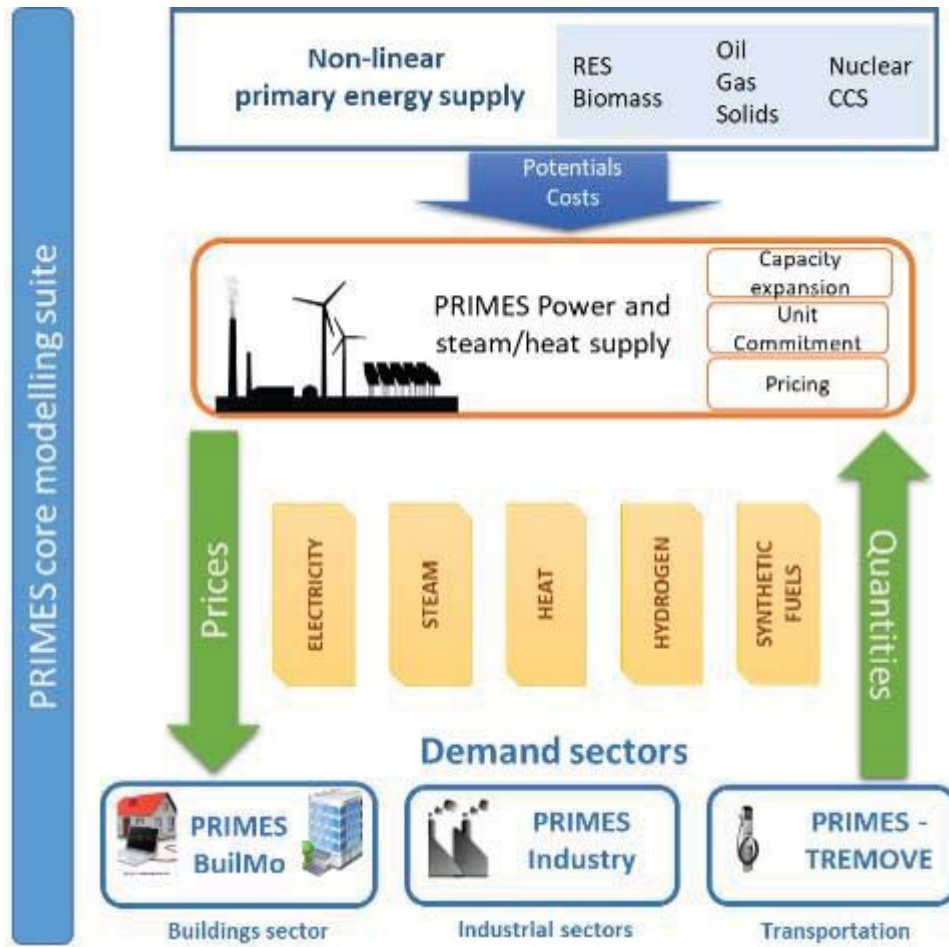 PRIMES core modelling suite
Non-linear
primary energy supply
RES
Biomass
Oil
Gas
Solids
Nuclear
CCS
Potentials
Costs
PRIMES Power and
steam/heat supply
Capacity
expansion
Unit
Commitment
Pricing
Prices
ELECTRICITY
STEAM
HEAT
HYDROGEN
SYNTHETIC
FUELS
Quantities
Demand sectors
PRIMES
BuilMo
PRIMES
Industry
PRIMES -
TREMOVE
Buildings sector
Industrial sectors
Transportation